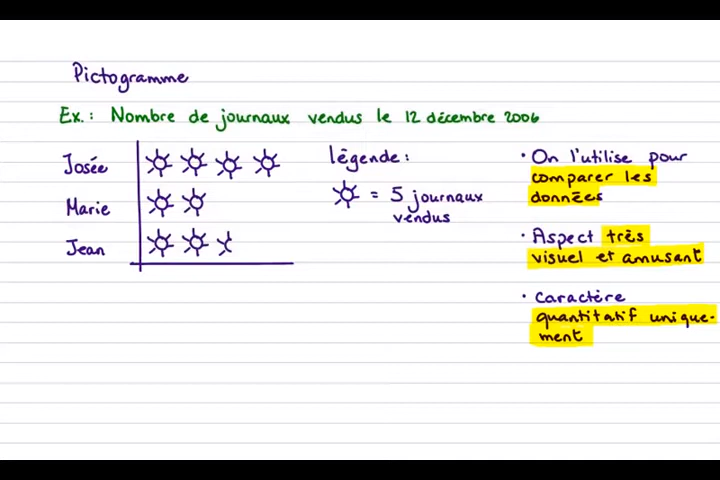 Pictogramme
Ex.: Nombre de journaux vendus le 12 décembre 2006
Josée
Marie
Jean
légende:
= 5 journaux
vendus
• On l'utilise pour
comparer les
données
• Aspect très
visuel et amusant
• Caractère
quantitatif unique-
ment